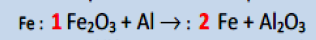 Fe : 1 Fe₂O₃ + Al → : 2 Fe + Al₂O₃